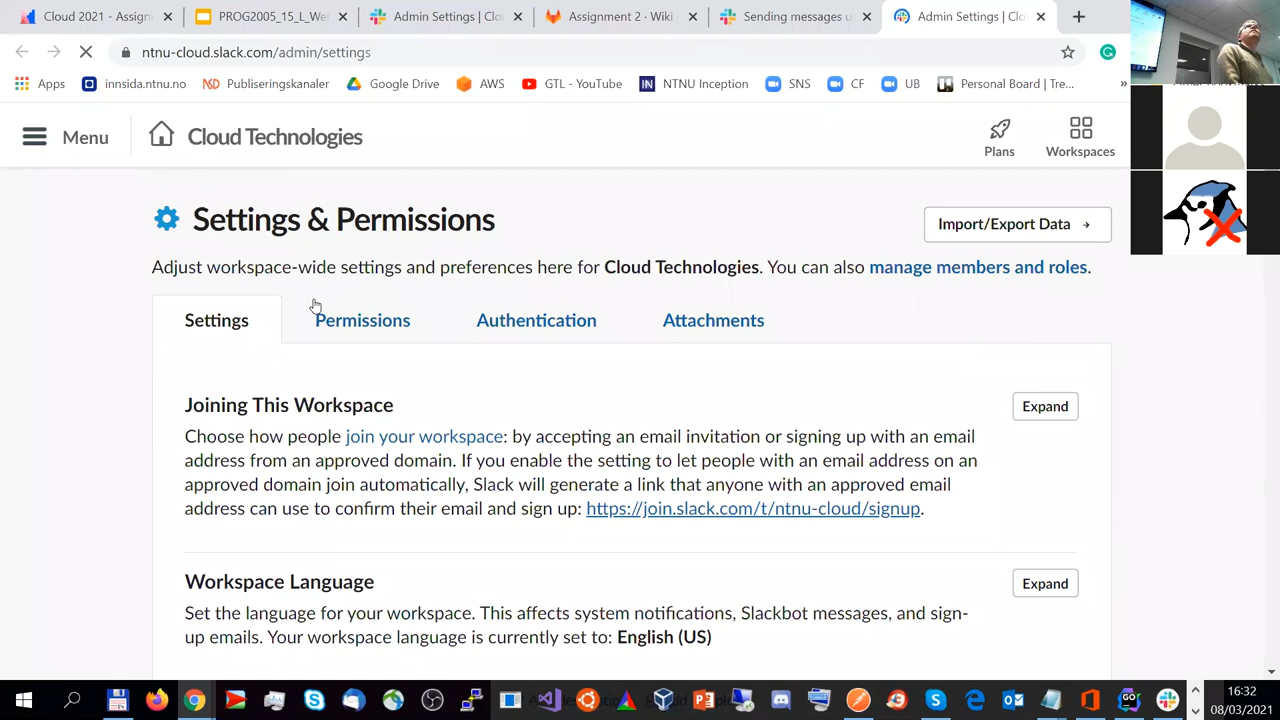 Cloud 2021 - Assignm
PROG2005_15_L_We
Admin Settings | Clo
Assignment2 · Wiki ·
Sending messages u
Admin Settings | Clo
ntnu-cloud.slack.com/admin/settings
Apps
innsida.ntnu.no
Publiseringskanaler
Google Drive
AWS
GTL - YouTube
NTNU Inception
SNS
CF
UB
Personal Board | Tre...
»
Menu
Cloud Technologies
Plans
Workspaces
Settings & Permissions
Import/Export Data →
Adjust workspace-wide settings and preferences here for Cloud Technologies. You can also manage members and roles.
Settings
Permissions
Authentication
Attachments
Joining This Workspace
Expand
Choose how people join your workspace: by accepting an email invitation or signing up with an email
address from an approved domain. If you enable the setting to let people with an email address on an
approved domain join automatically, Slack will generate a link that anyone with an approved email
address can use to confirm their email and sign up: https://join.slack.com/t/ntnu-cloud/signup.
Workspace Language
Expand
Set the language for your workspace. This affects system notifications, Slackbot messages, and sign-
up emails. Your workspace language is currently set to: English (US)
16:32
08/03/2021